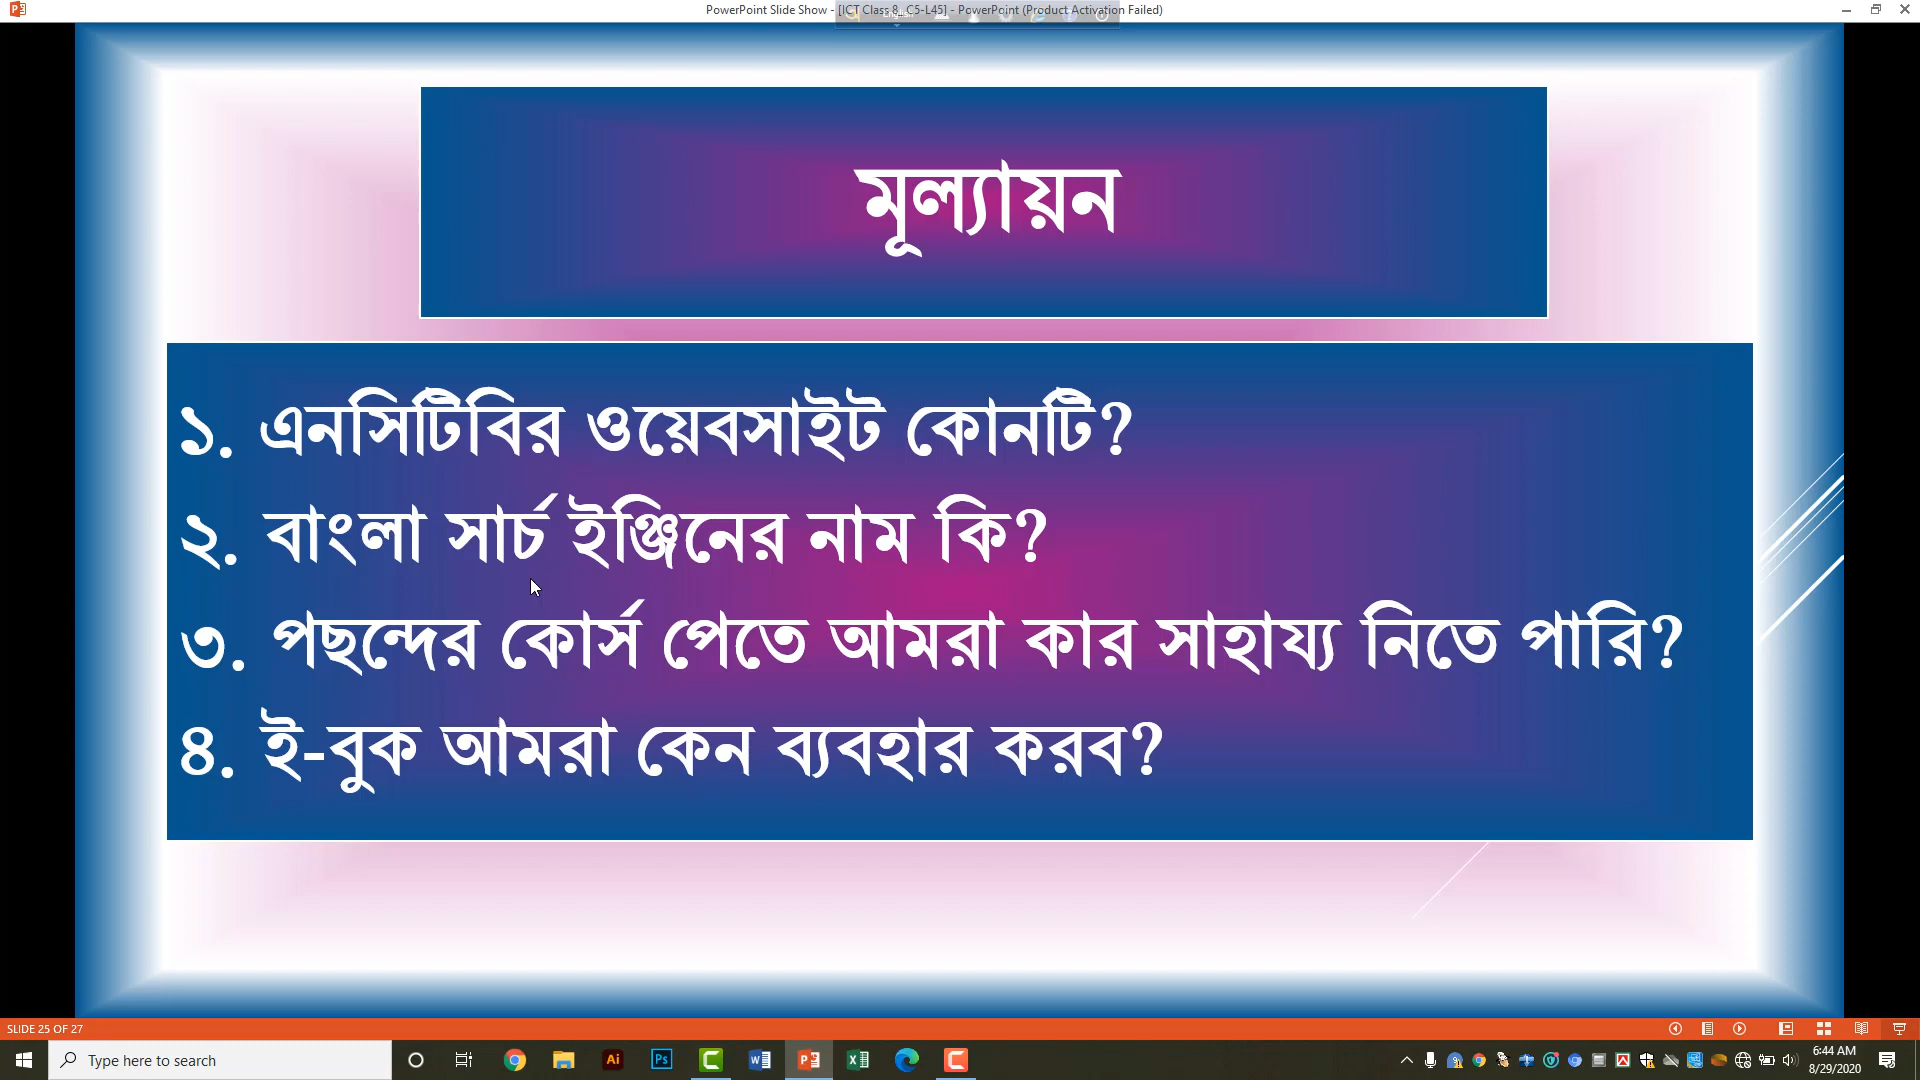 PowerPoint Slide Show - [ICT Class 8_C5-L45] - PowerPoint (Product Activation Failed)
মূল্যায়ন
১. এনসিটিবির ওয়েবসাইট কোনটি?
২. বাংলা সার্চ ইঞ্জিনের নাম কি?
৩. পছন্দের কোর্স পেতে আমরা কার সাহায্য নিতে পারি?
৪. ই-বুক আমরা কেন ব্যবহার করব?
SLIDE 25 OF 27
Type here to search
Ai
Ps
6:44 AM
8/29/2020